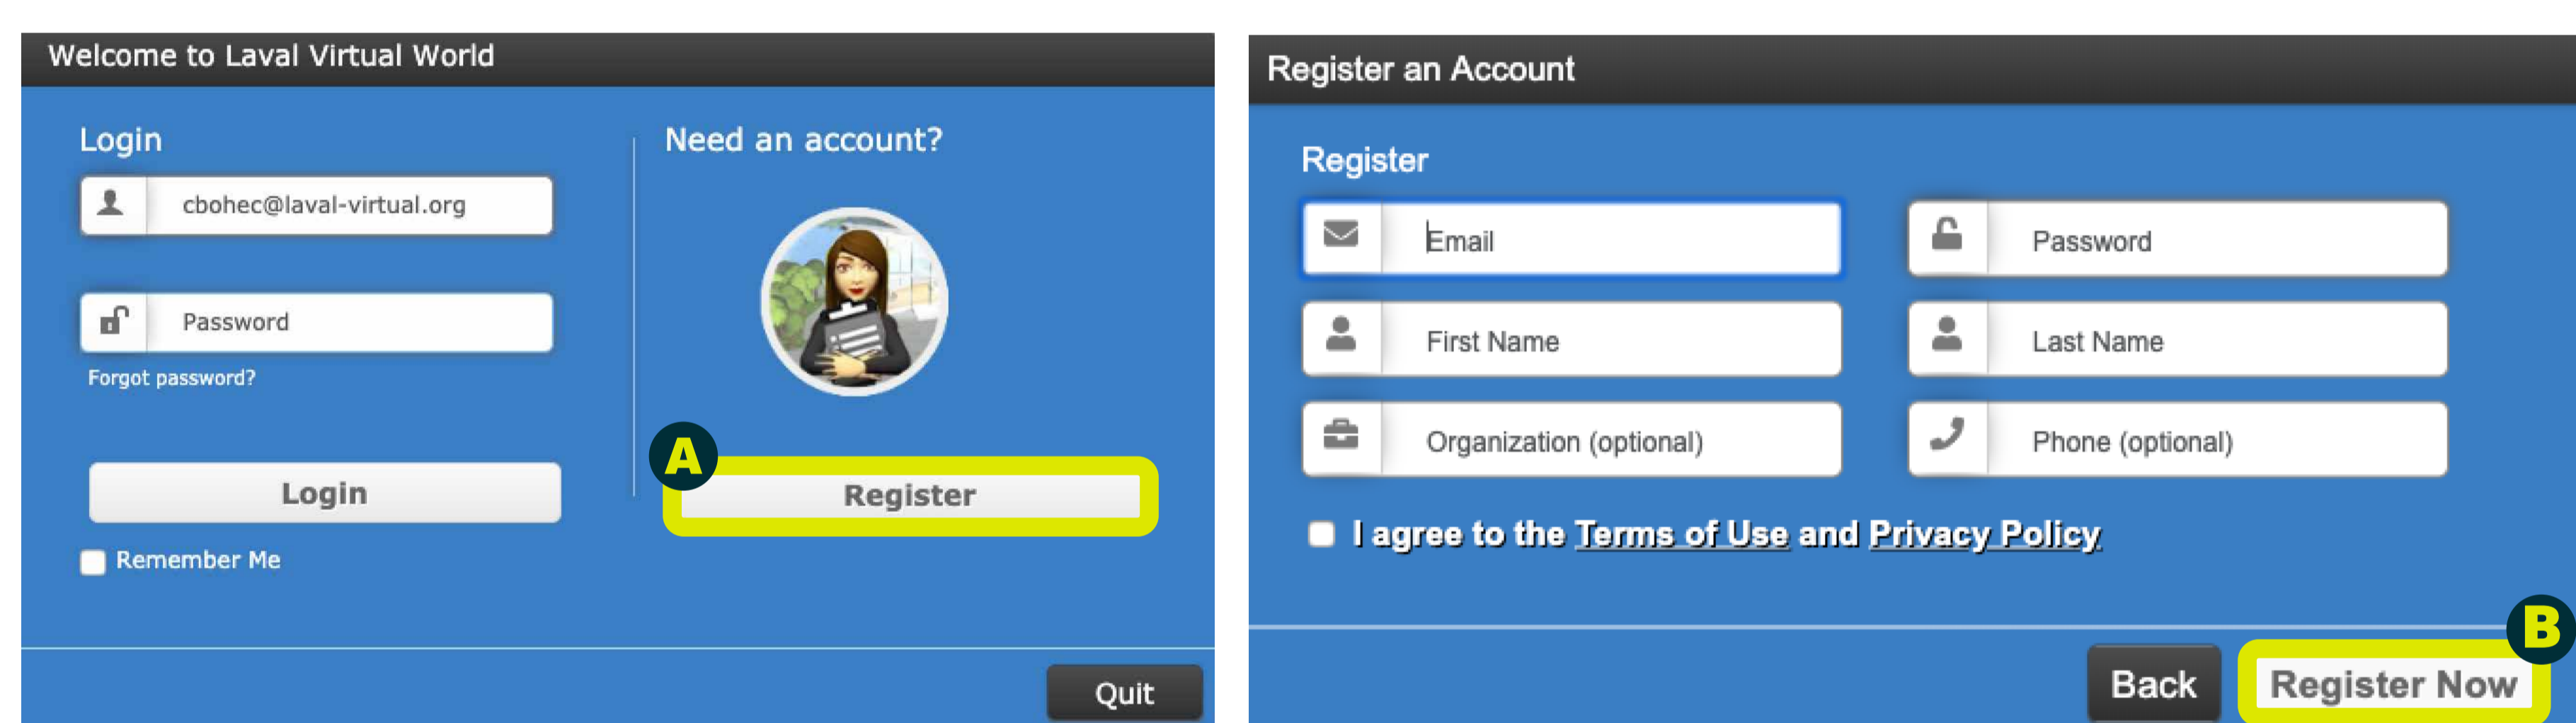 Welcome to Laval Virtual World
Login
cbohec@laval-virtual.org
Password
Forgot password?
Login
Remember Me
Need an account?
A
Register
Quit
Register an Account
Register
Email
Password
First Name
Last Name
Organization (optional)
Phone (optional)
I agree to the Terms of Use and Privacy Policy
Back
Register Now
B